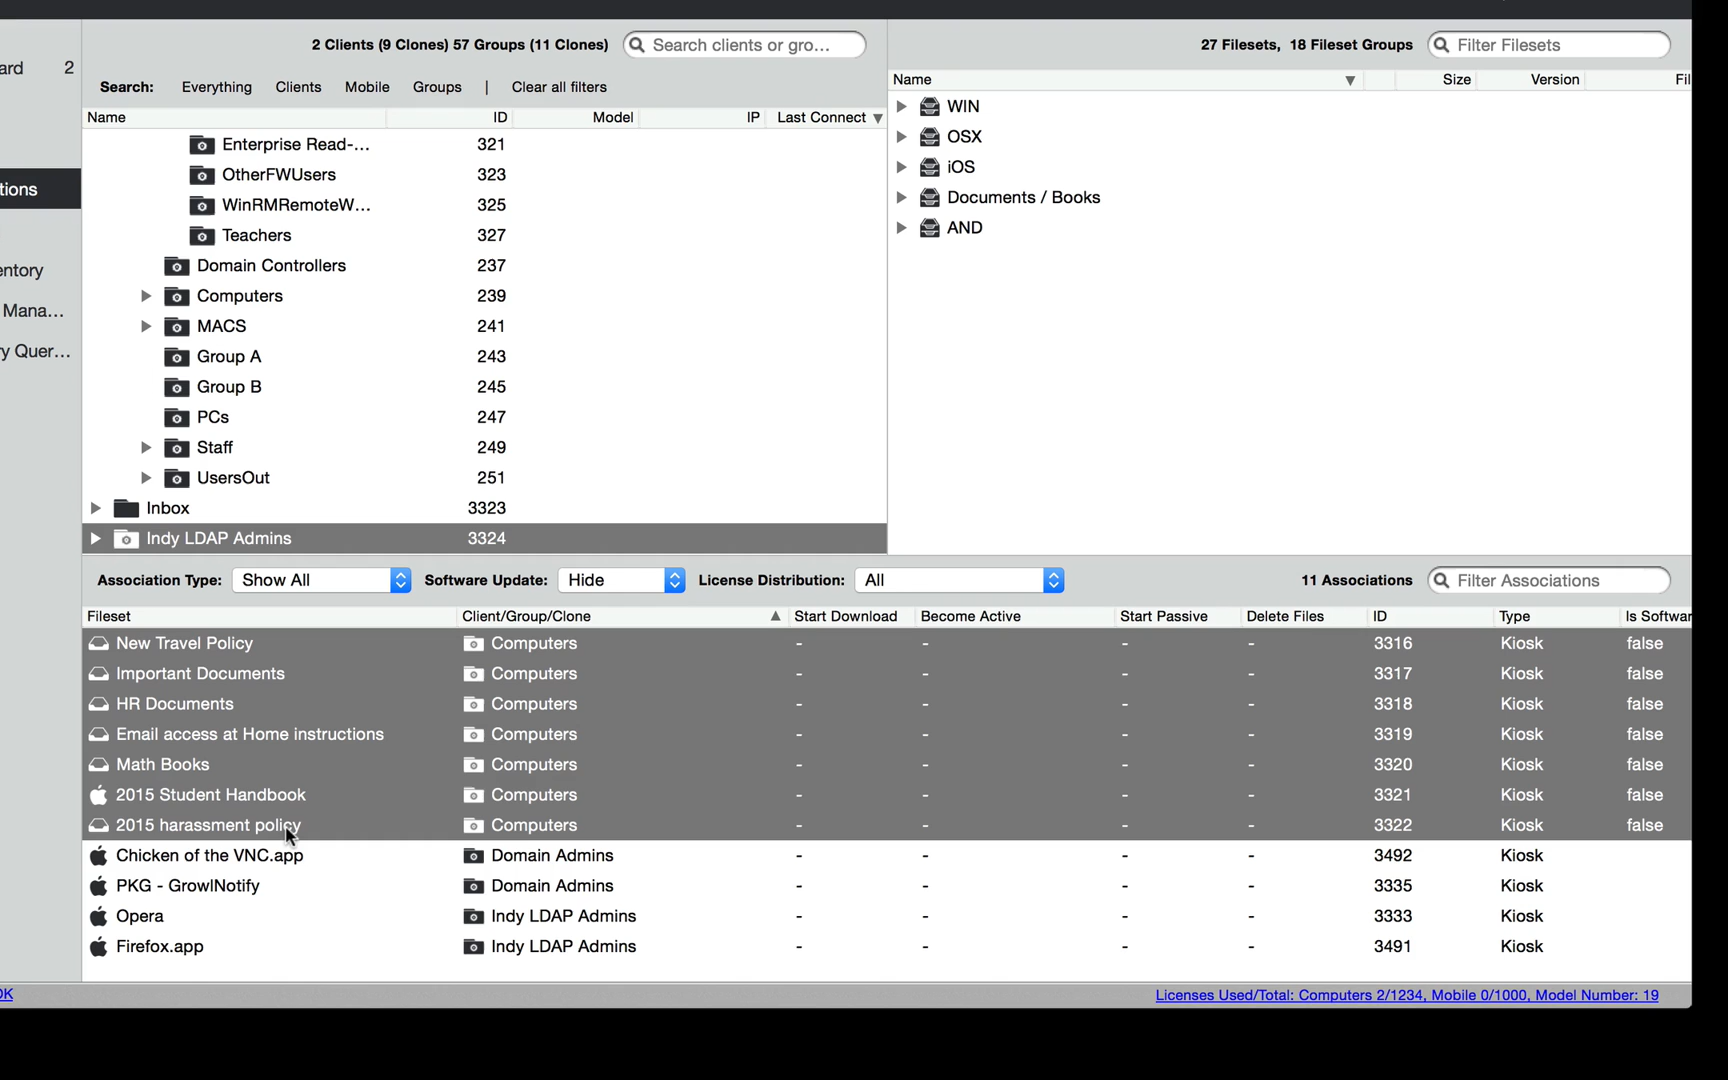 2 Clients (9 Clones) 57 Groups (11 Clones)
Search clients or gro...
27 Filesets, 18 Fileset Groups
Filter Filesets
ard 2
Search: Everything Clients Mobile Groups | Clear all filters
Name Size Version Fil
Name ID Model IP Last Connect
WIN
OSX
iOS
Documents / Books
AND
Enterprise Read-... 321
OtherFWUsers 323
WinRMRemoteW... 325
Teachers 327
Domain Controllers 237
Computers 239
MACS 241
Group A 243
Group B 245
PCs 247
Staff 249
UsersOut 251
Inbox 3323
Indy LDAP Admins 3324
tions
entory
Mana...
ry Quer...
Association Type: Show All Software Update: Hide License Distribution: All 11 Associations Filter Associations
Fileset Client/Group/Clone Start Download Become Active Start Passive Delete Files ID Type Is Softwar
New Travel Policy Computers - - - - 3316 Kiosk false
Important Documents Computers - - - - 3317 Kiosk false
HR Documents Computers - - - - 3318 Kiosk false
Email access at Home instructions Computers - - - - 3319 Kiosk false
Math Books Computers - - - - 3320 Kiosk false
2015 Student Handbook Computers - - - - 3321 Kiosk false
2015 harassment policy Computers - - - - 3322 Kiosk false
Chicken of the VNC.app Domain Admins - - - - 3492 Kiosk
PKG - GrowlNotify Domain Admins - - - - 3335 Kiosk
Opera Indy LDAP Admins - - - - 3333 Kiosk
Firefox.app Indy LDAP Admins - - - - 3491 Kiosk
OK
Licenses Used/Total: Computers 2/1234, Mobile 0/1000, Model Number: 19